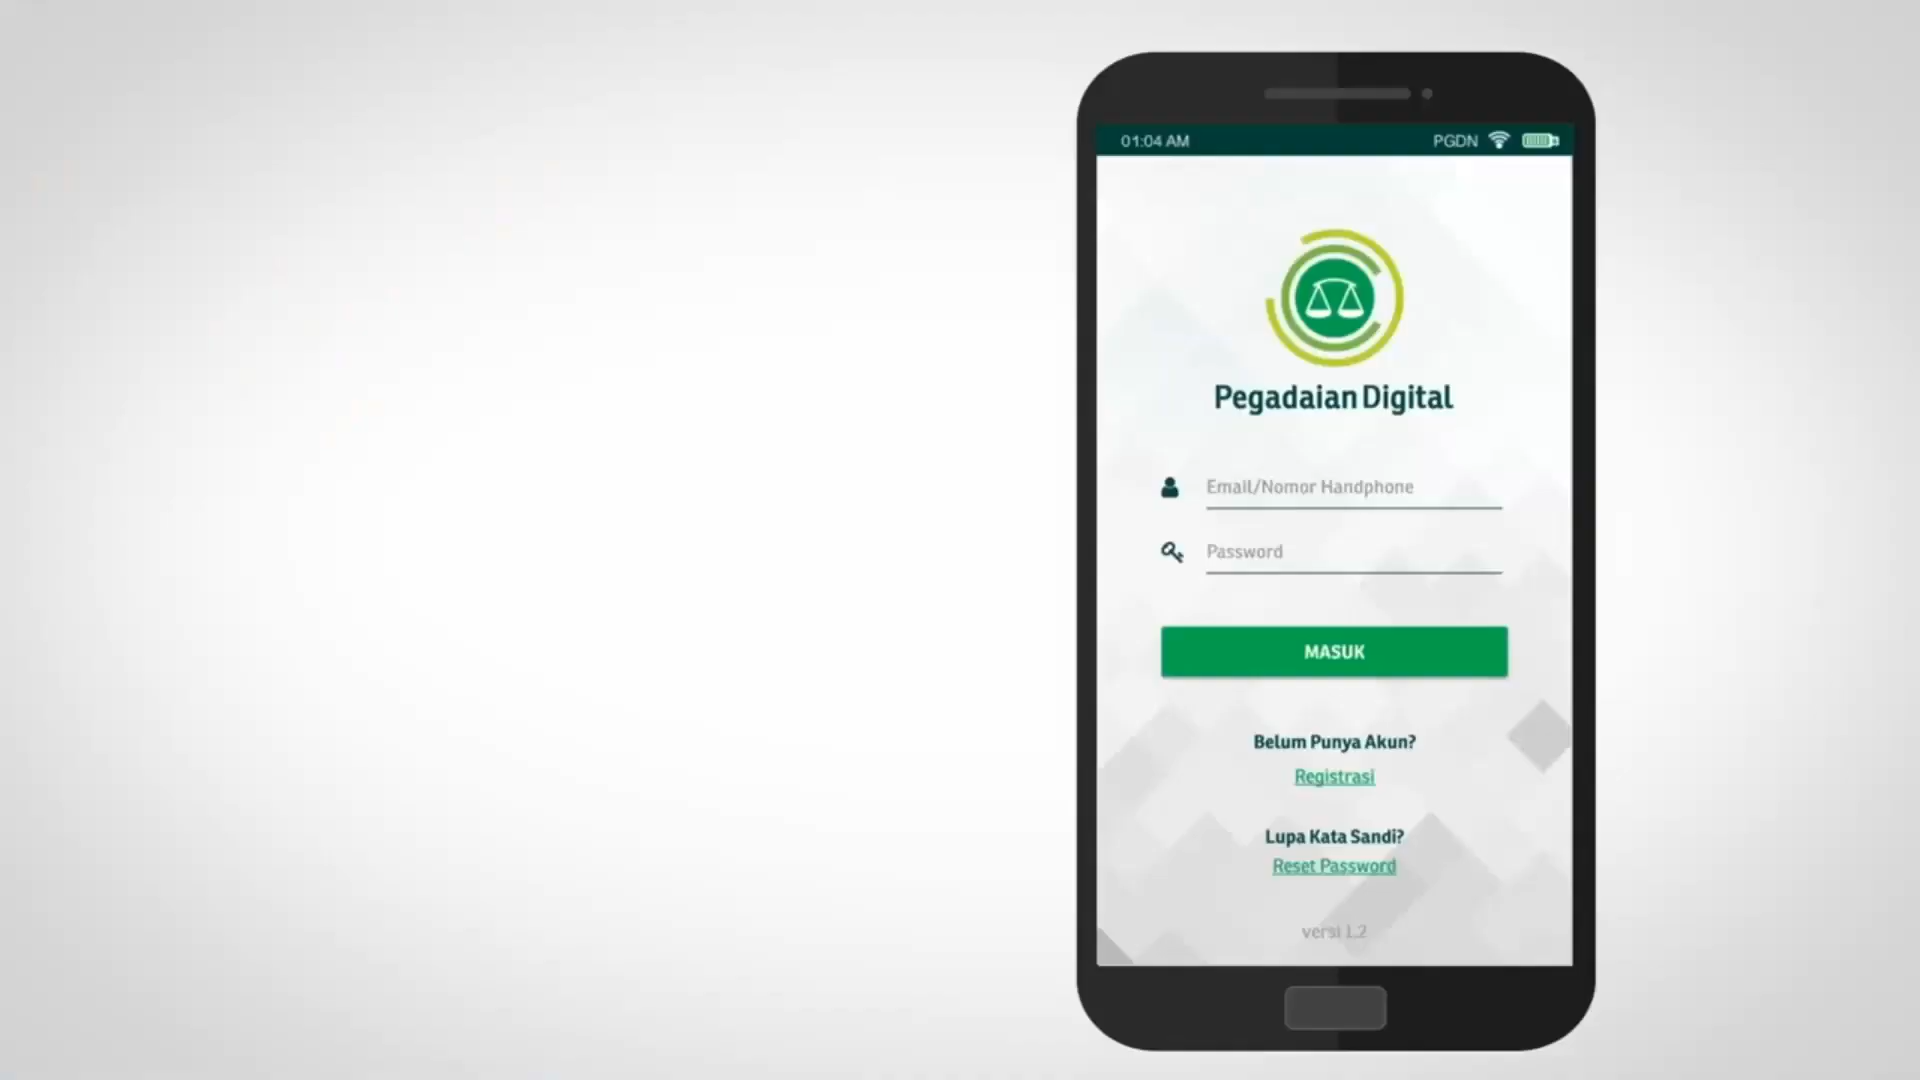 01:04 AM PGDN
Pegadaian Digital
Email/Nomor Handphone
Password
MASUK
Belum Punya Akun?
Registrasi
Lupa Kata Sandi?
Reset Password
versi 1.2